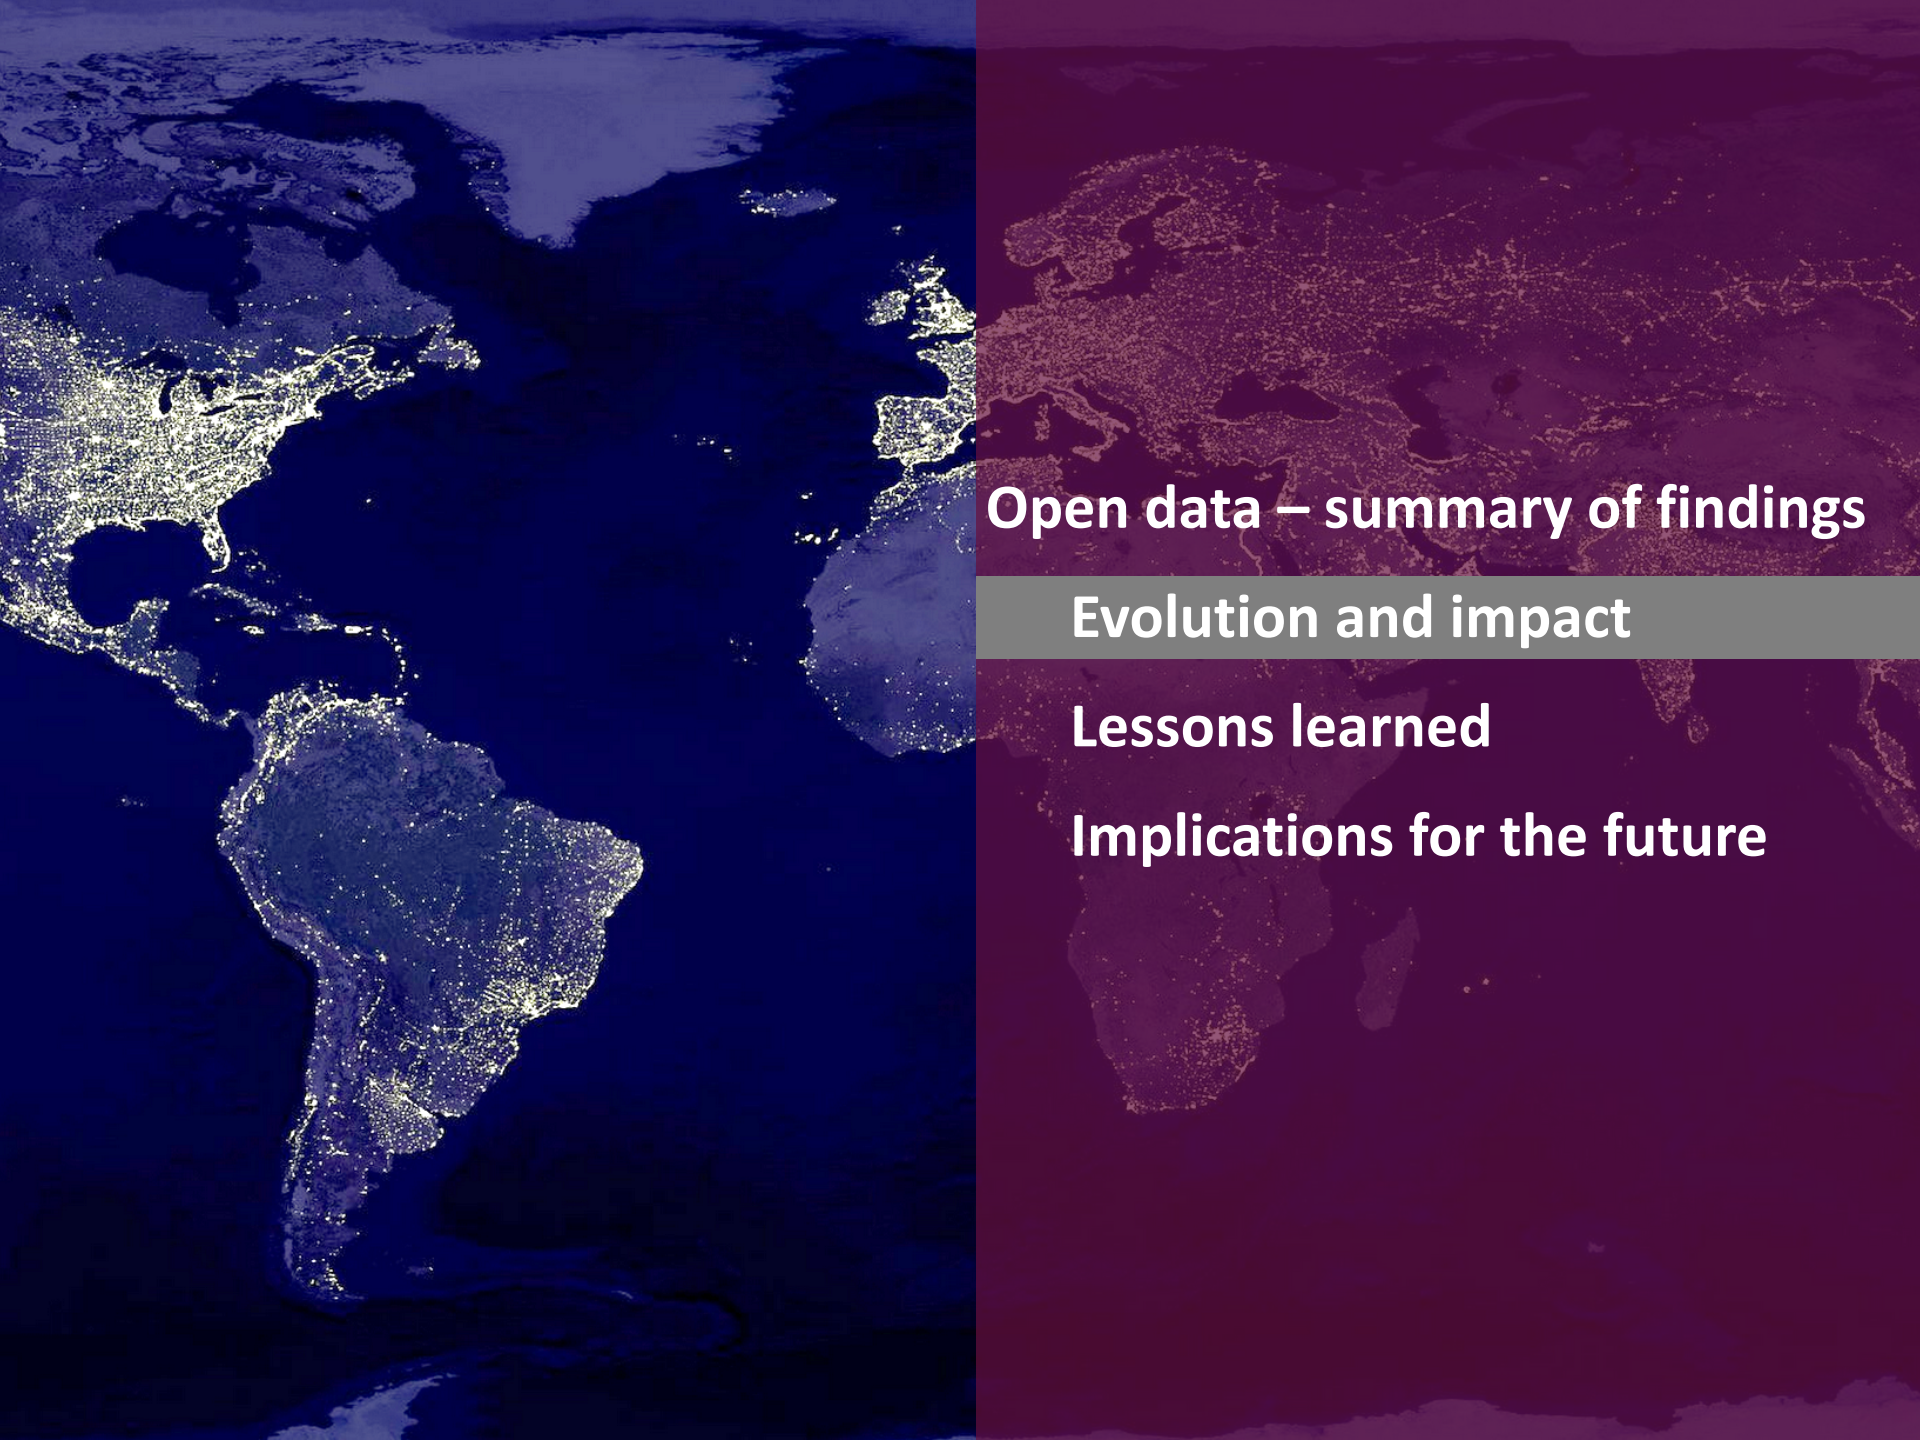 Open data – summary of findings
Evolution and impact
Lessons learned
Implications for the future